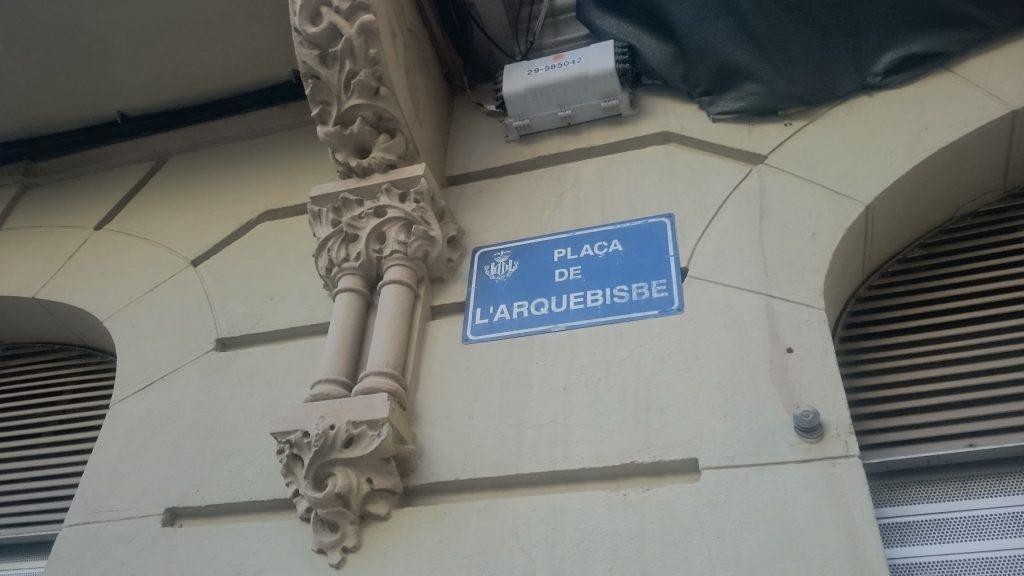 29-585042
PLAÇA
DE
L'ARQUEBISBE